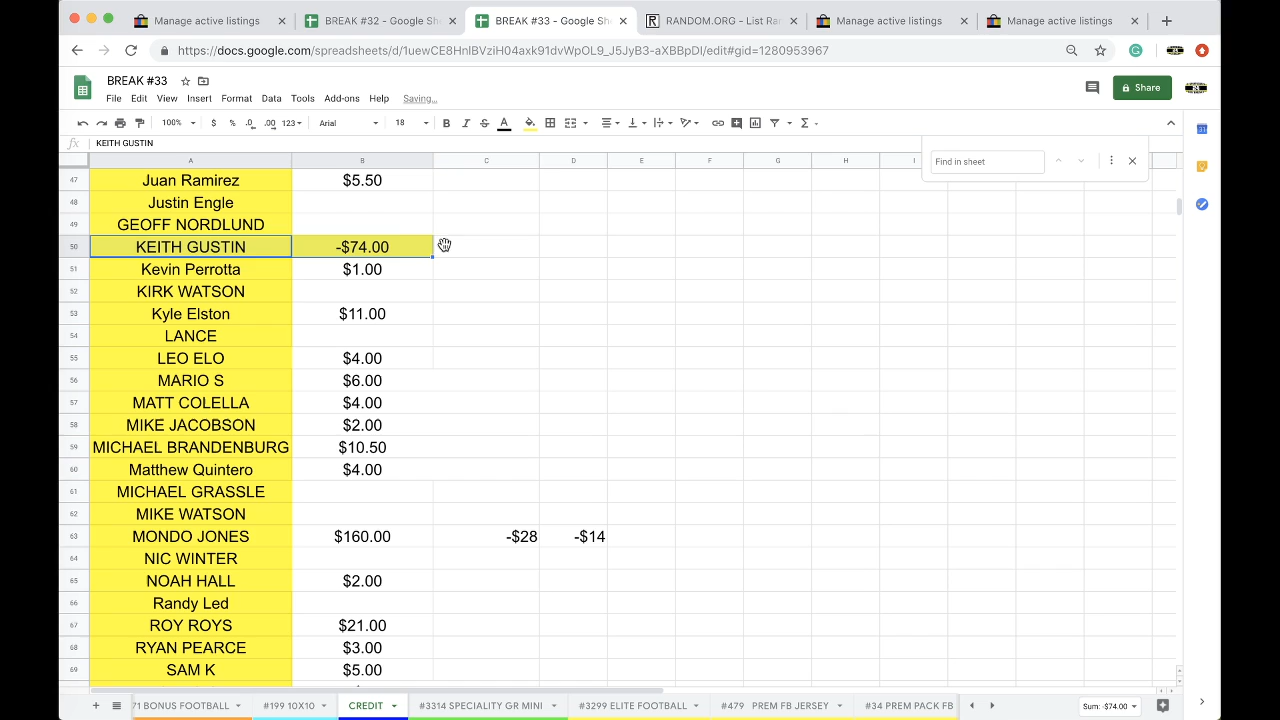 Manage active listings
BREAK #32 - Google Sh
BREAK #33 - Google Sh
RANDOM.ORG - List Ra
Manage active listings
Manage active listings
https://docs.google.com/spreadsheets/d/1uewCE8HnIBVziH04axk91dvWpOL9_J5JyB3-aXBBpDI/edit#gid=1280953967
BREAK #33
File Edit View Insert Format Data Tools Add-ons Help Saving...
Share
100% $ % .0 .00 123 Arial 18 B I S A
fx KEITH GUSTIN
Find in sheet
A B C D E F G H I
47 Juan Ramirez $5.50
48 Justin Engle
49 GEOFF NORDLUND
50 KEITH GUSTIN -$74.00
51 Kevin Perrotta $1.00
52 KIRK WATSON
53 Kyle Elston $11.00
54 LANCE
55 LEO ELO $4.00
56 MARIO S $6.00
57 MATT COLELLA $4.00
58 MIKE JACOBSON $2.00
59 MICHAEL BRANDENBURG $10.50
60 Matthew Quintero $4.00
61 MICHAEL GRASSLE
62 MIKE WATSON
63 MONDO JONES $160.00 -$28 -$14
64 NIC WINTER
65 NOAH HALL $2.00
66 Randy Led
67 ROY ROYS $21.00
68 RYAN PEARCE $3.00
69 SAM K $5.00
71 BONUS FOOTBALL #199 10X10 CREDIT #3314 SPECIALITY GR MINI #3299 ELITE FOOTBALL #479 PREM FB JERSEY #34 PREM PACK FB
Sum: -$74.00